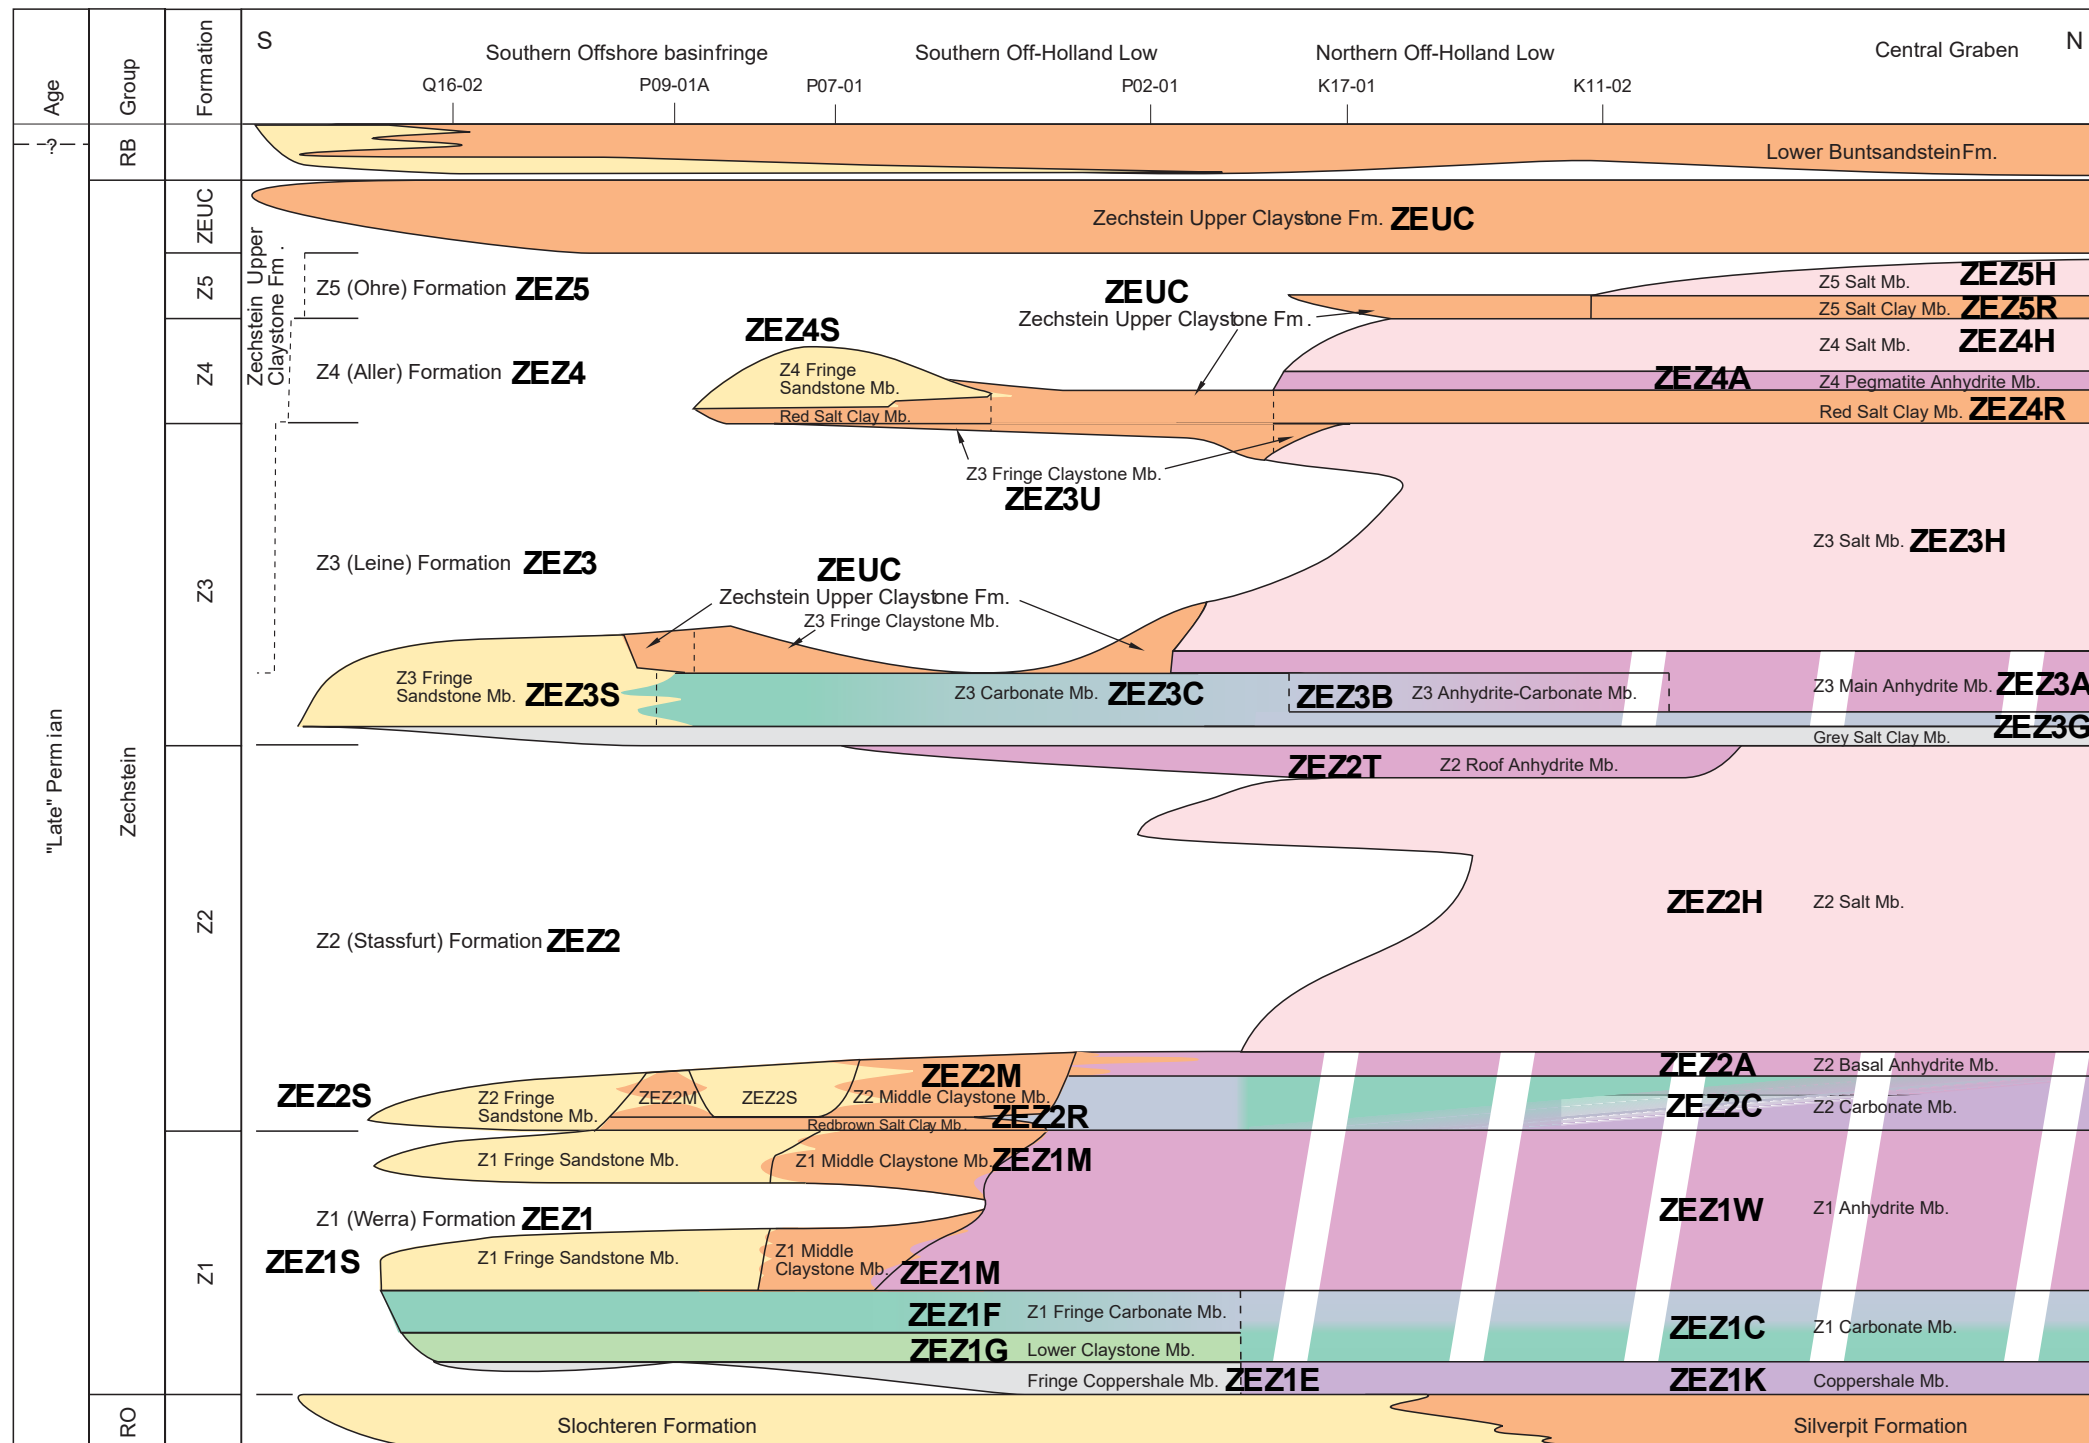 Age
Group
Formation
S
Southern Offshore basinfringe
Southern Off-Holland Low
Northern Off-Holland Low
Central Graben
N
Q16-02
P09-01A
P07-01
P02-01
K17-01
K11-02
?
RB
Lower Buntsandstein Fm.
ZEUC
Zechstein Upper Claystone Fm. ZEUC
Zechstein Upper
Claystone Fm.
Z5
Z5 (Ohre) Formation ZEZ5
ZEUC
Zechstein Upper Claystone Fm.
Z5 Salt Mb. ZEZ5H
Z5 Salt Clay Mb. ZEZ5R
Z4
Z4 (Aller) Formation ZEZ4
ZEZ4S
Z4 Fringe
Sandstone Mb.
Red Salt Clay Mb.
Z4 Salt Mb. ZEZ4H
ZEZ4A Z4 Pegmatite Anhydrite Mb.
Red Salt Clay Mb. ZEZ4R
Z3 Fringe Claystone Mb.
ZEZ3U
Z3
Z3 (Leine) Formation ZEZ3
Z3 Salt Mb. ZEZ3H
ZEUC
Zechstein Upper Claystone Fm.
Z3 Fringe Claystone Mb.
Z3 Fringe
Sandstone Mb. ZEZ3S
Z3 Carbonate Mb. ZEZ3C
ZEZ3B Z3 Anhydrite-Carbonate Mb.
Z3 Main Anhydrite Mb. ZEZ3A
Grey Salt Clay Mb. ZEZ3G
ZEZ2T Z2 Roof Anhydrite Mb.
"Late" Permian
Zechstein
Z2
Z2 (Stassfurt) Formation ZEZ2
ZEZ2H Z2 Salt Mb.
ZEZ2S
Z2 Fringe
Sandstone Mb.
ZEZ2M
ZEZ2S
ZEZ2M
Z2 Middle Claystone Mb.
Redbrown Salt Clay Mb. ZEZ2R
ZEZ2A Z2 Basal Anhydrite Mb.
ZEZ2C Z2 Carbonate Mb.
Z1
Z1 Fringe Sandstone Mb.
Z1 Middle Claystone Mb. ZEZ1M
Z1 (Werra) Formation ZEZ1
ZEZ1W Z1 Anhydrite Mb.
ZEZ1S
Z1 Fringe Sandstone Mb.
Z1 Middle
Claystone Mb. ZEZ1M
ZEZ1F Z1 Fringe Carbonate Mb.
ZEZ1C Z1 Carbonate Mb.
ZEZ1G Lower Claystone Mb.
Fringe Coppershale Mb. ZEZ1E
ZEZ1K Coppershale Mb.
RO
Slochteren Formation
Silverpit Formation